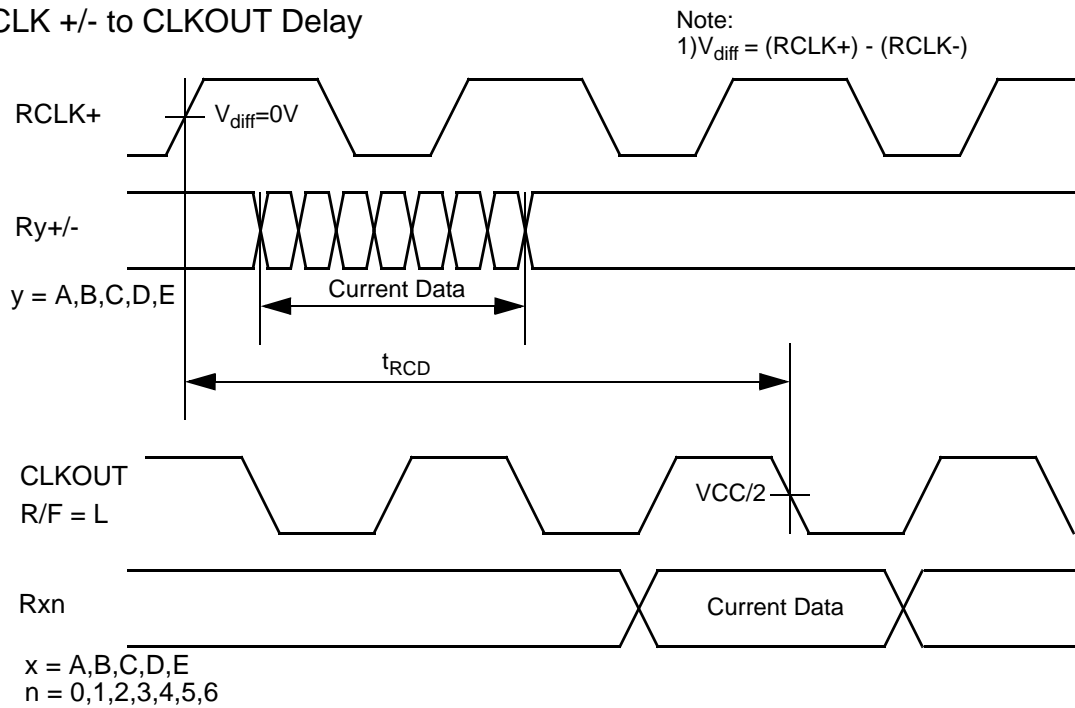 CLK +/- to CLKOUT Delay
Note:
1)Vdiff = (RCLK+) - (RCLK-)
RCLK+
Vdiff=0V
Ry+/-
y = A,B,C,D,E
Current Data
tRCD
CLKOUT
R/F = L
VCC/2
Rxn
Current Data
x = A,B,C,D,E
n = 0,1,2,3,4,5,6